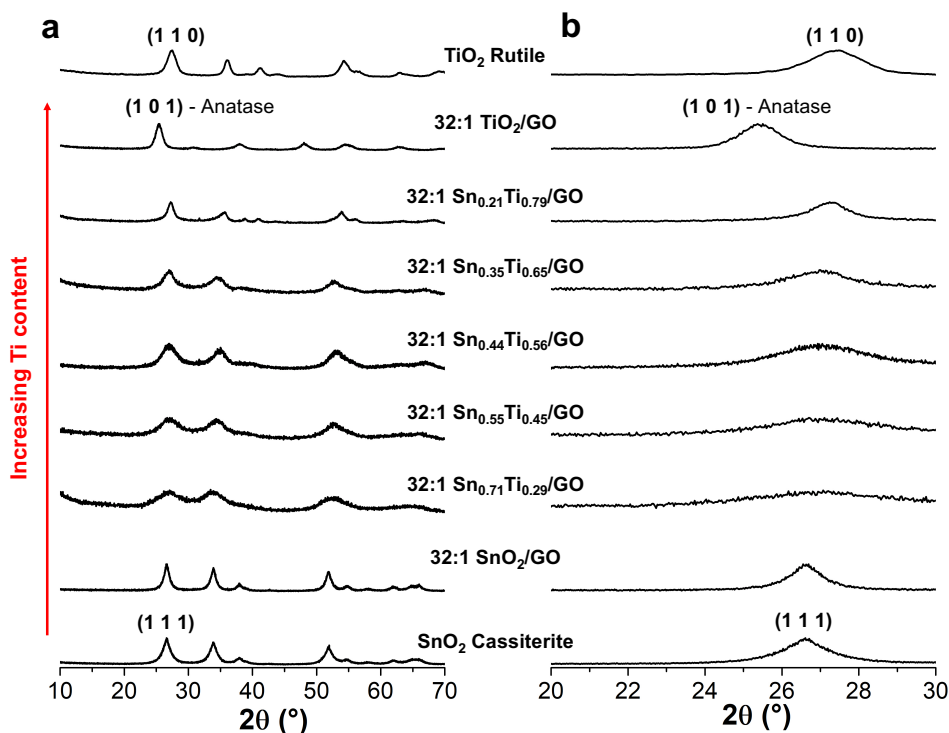 a
b
(1 1 0)
TiO₂ Rutile
(1 1 0)
(1 0 1) - Anatase
32:1 TiO₂/GO
(1 0 1) - Anatase
32:1 Sn₀.₂₁Ti₀.₇₉/GO
32:1 Sn₀.₃₅Ti₀.₆₅/GO
32:1 Sn₀.₄₄Ti₀.₅₆/GO
32:1 Sn₀.₅₅Ti₀.₄₅/GO
32:1 Sn₀.₇₁Ti₀.₂₉/GO
32:1 SnO₂/GO
(1 1 1)
SnO₂ Cassiterite
(1 1 1)
Increasing Ti content
10 20 30 40 50 60 70
2θ (°)
20 22 24 26 28 30
2θ (°)